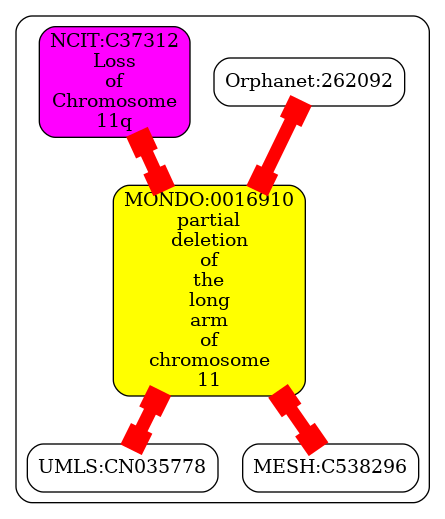 NCIT:C37312
Loss
of
Chromosome
11q
Orphanet:262092
MONDO:0016910
partial
deletion
of
the
long
arm
of
chromosome
11
UMLS:CN035778
MESH:C538296